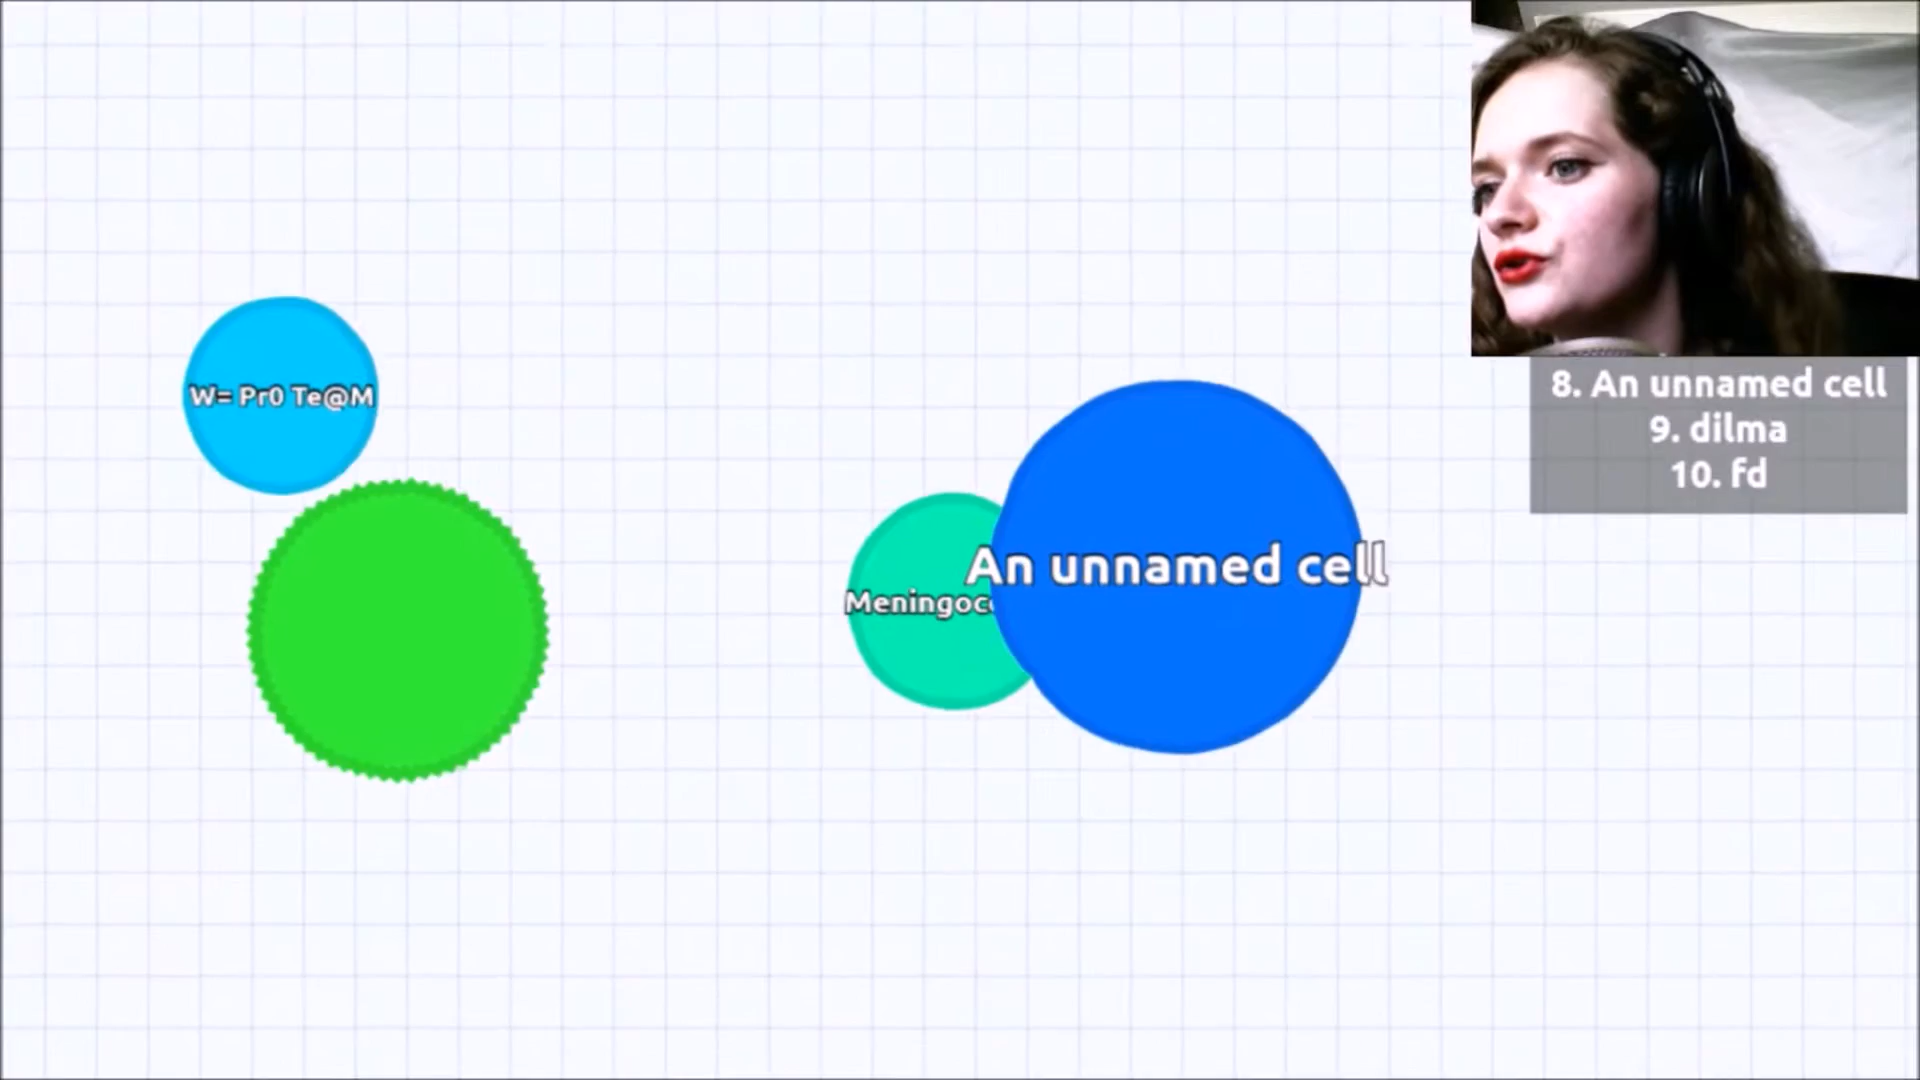 W= Pr0 Te@M
An unnamed cell
8. An unnamed cell
9. dilma
10. fd